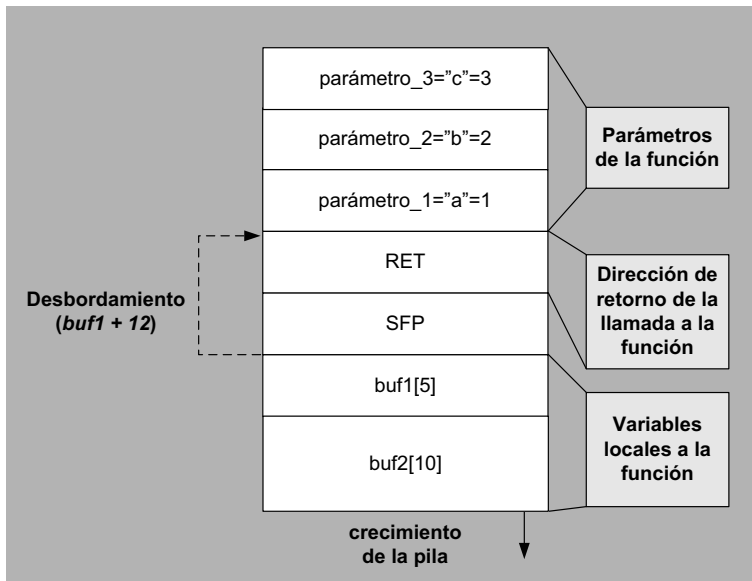 parámetro_3=”c”=3
parámetro_2=”b”=2
parámetro_1=”a”=1
RET
SFP
buf1[5]
buf2[10]
Parámetros
de la función
Dirección de
retorno de la
llamada a la
función
Variables
locales a la
función
Desbordamiento
(buf1 + 12)
crecimiento
de la pila